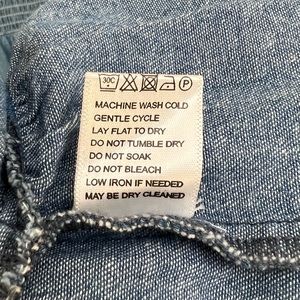 30C P
MACHINE WASH COLD
GENTLE CYCLE
LAY FLAT TO DRY
DO NOT TUMBLE DRY
DO NOT SOAK
DO NOT BLEACH
LOW IRON IF NEEDED
MAY BE DRY CLEANED